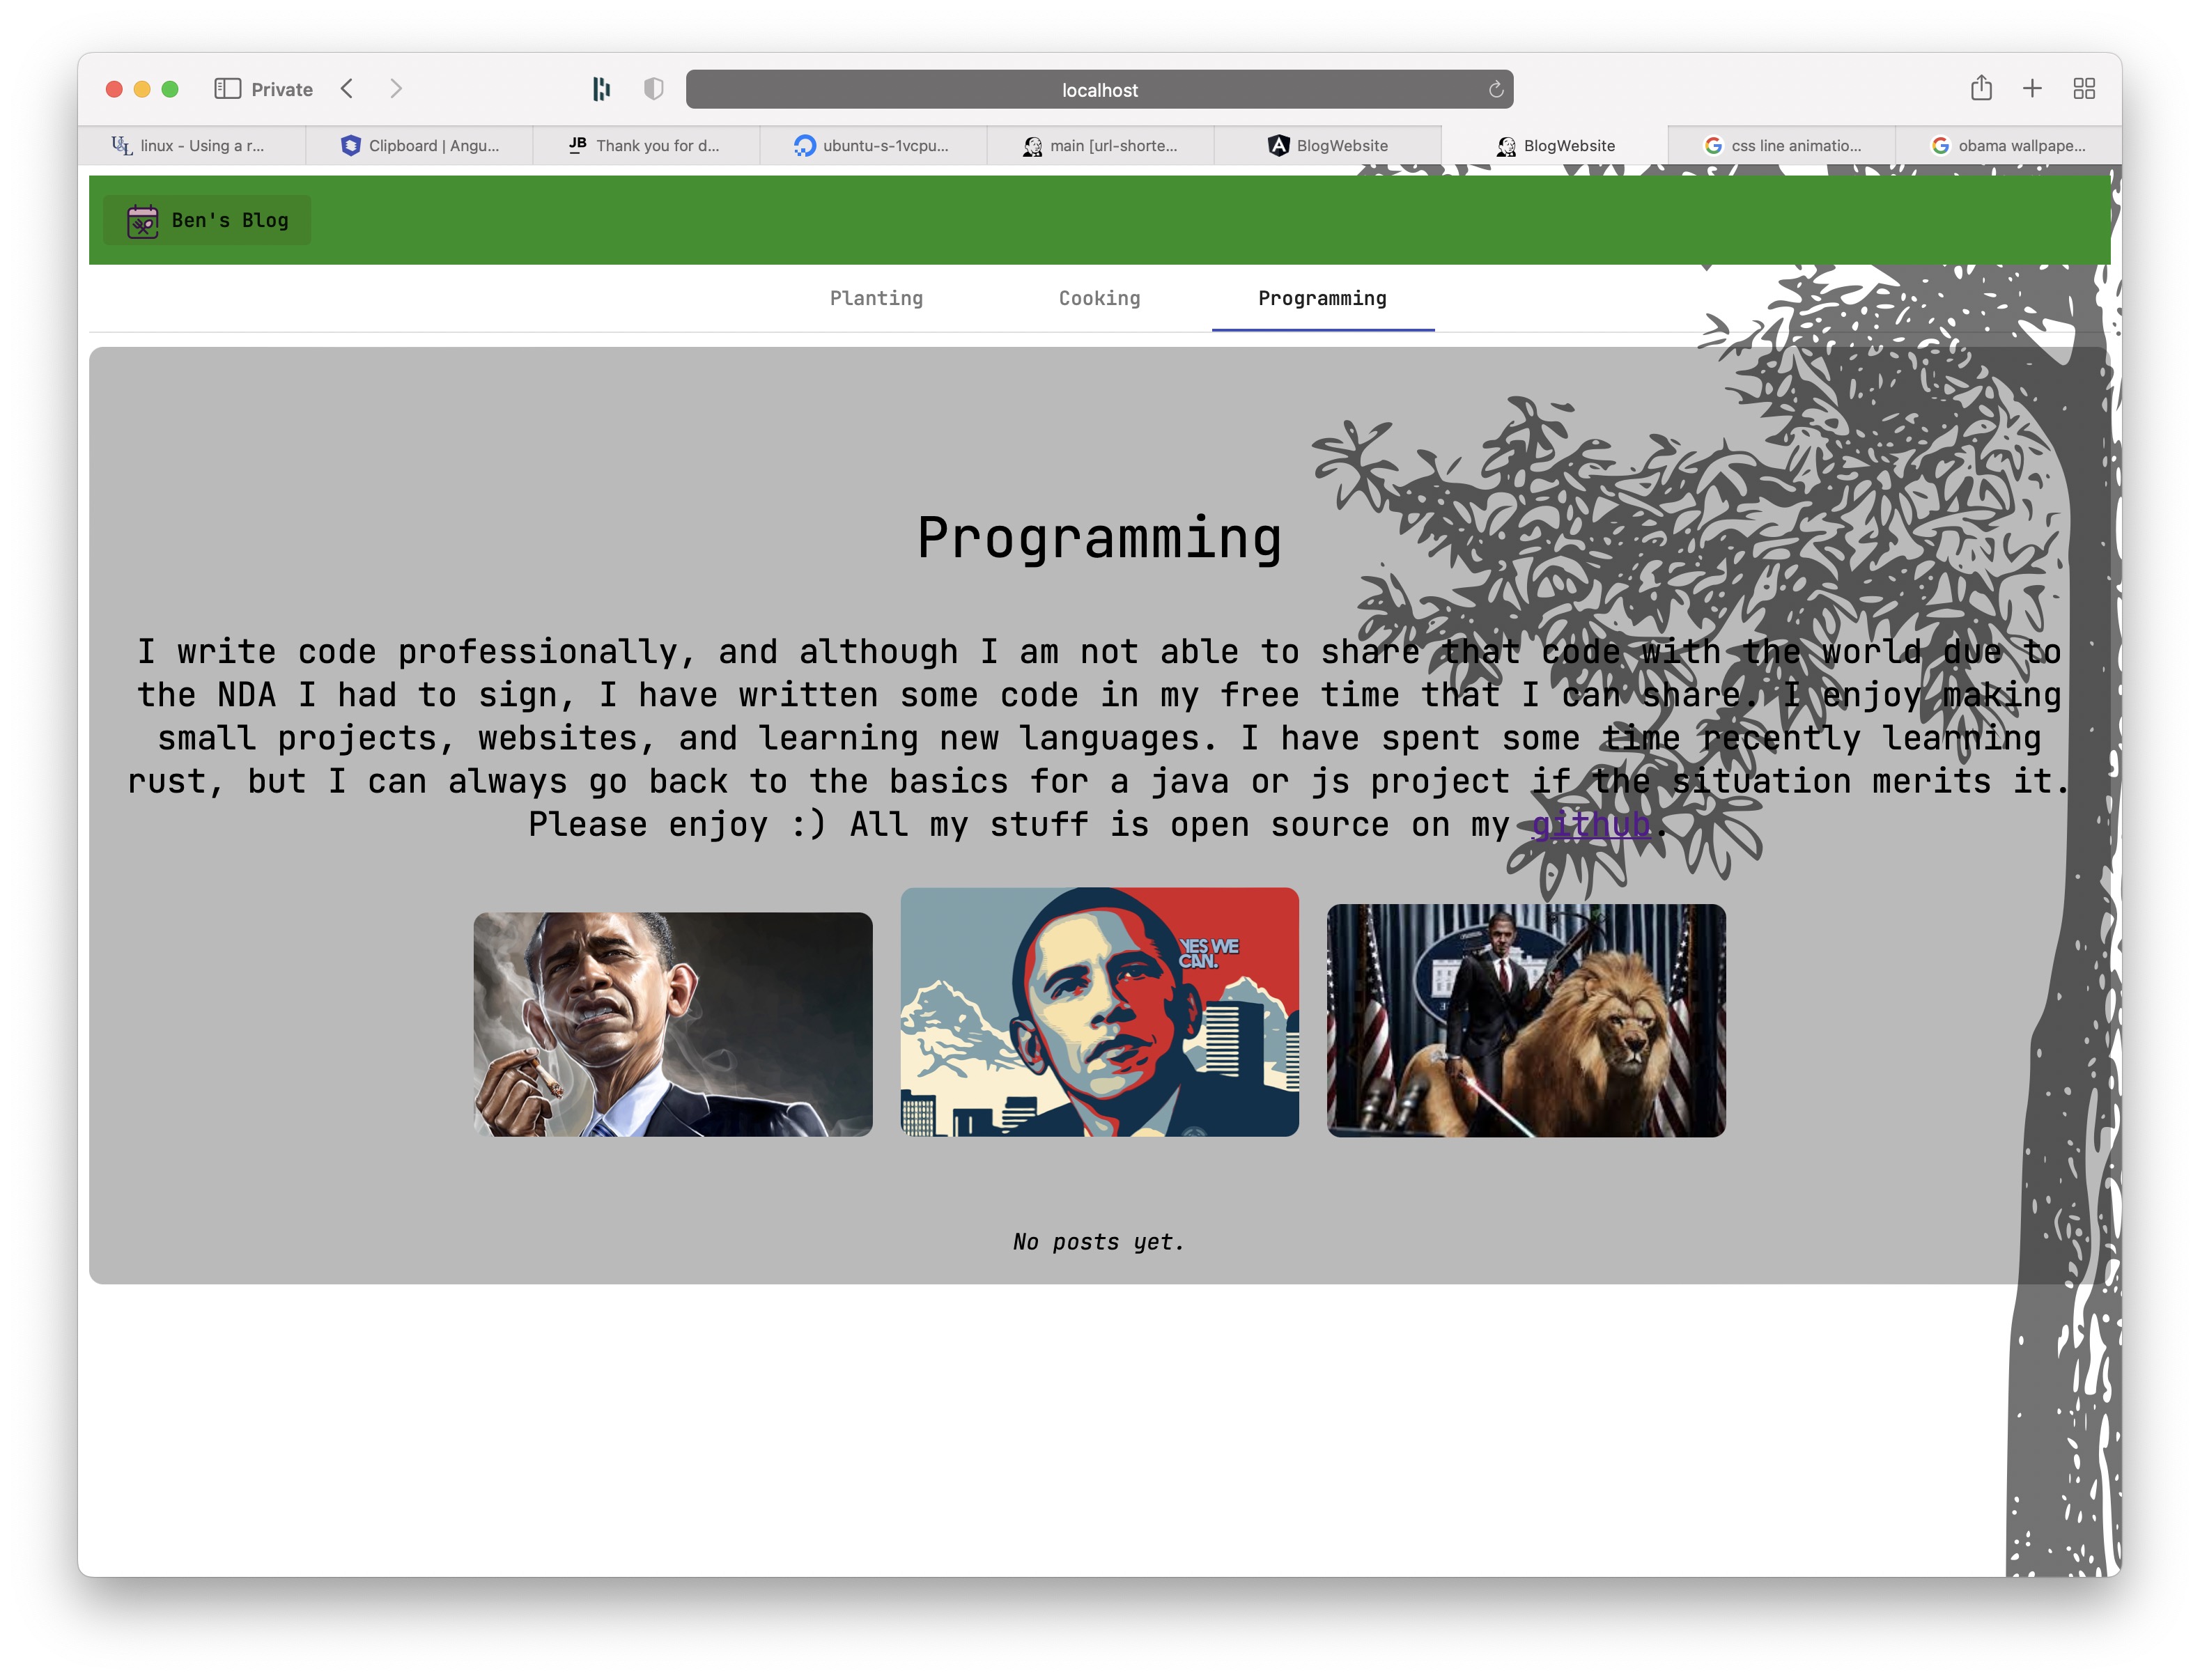 Private
localhost
linux - Using a r...
Clipboard | Angu...
JB Thank you for d...
ubuntu-s-1vcpu...
main [url-shorte...
BlogWebsite
BlogWebsite
css line animatio...
obama wallpape...
Ben's Blog
Planting
Cooking
Programming
Programming
I write code professionally, and although I am not able to share that code with the world due to
the NDA I had to sign, I have written some code in my free time that I can share. I enjoy making
small projects, websites, and learning new languages. I have spent some time recently learning
rust, but I can always go back to the basics for a java or js project if the situation merits it.
Please enjoy :) All my stuff is open source on my github.
YES WE
CAN.
No posts yet.